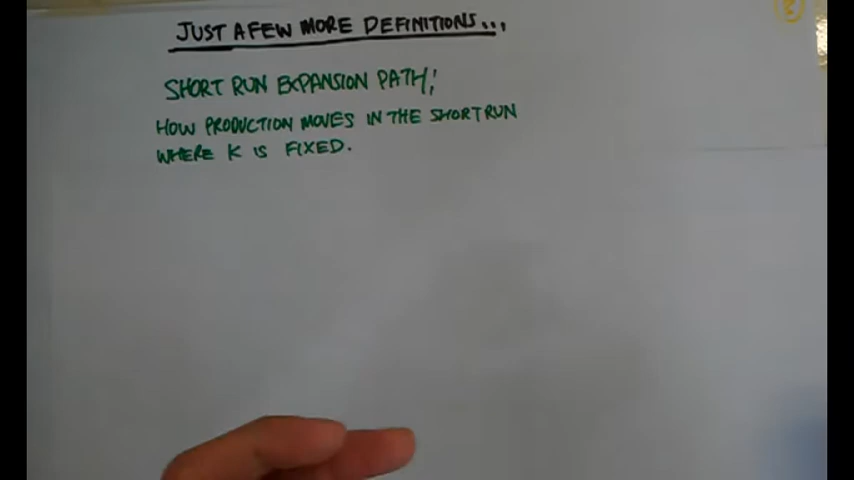 JUST A FEW MORE DEFINITIONS...
SHORT RUN EXPANSION PATH:
HOW PRODUCTION MOVES IN THE SHORT RUN
WHERE K IS FIXED.